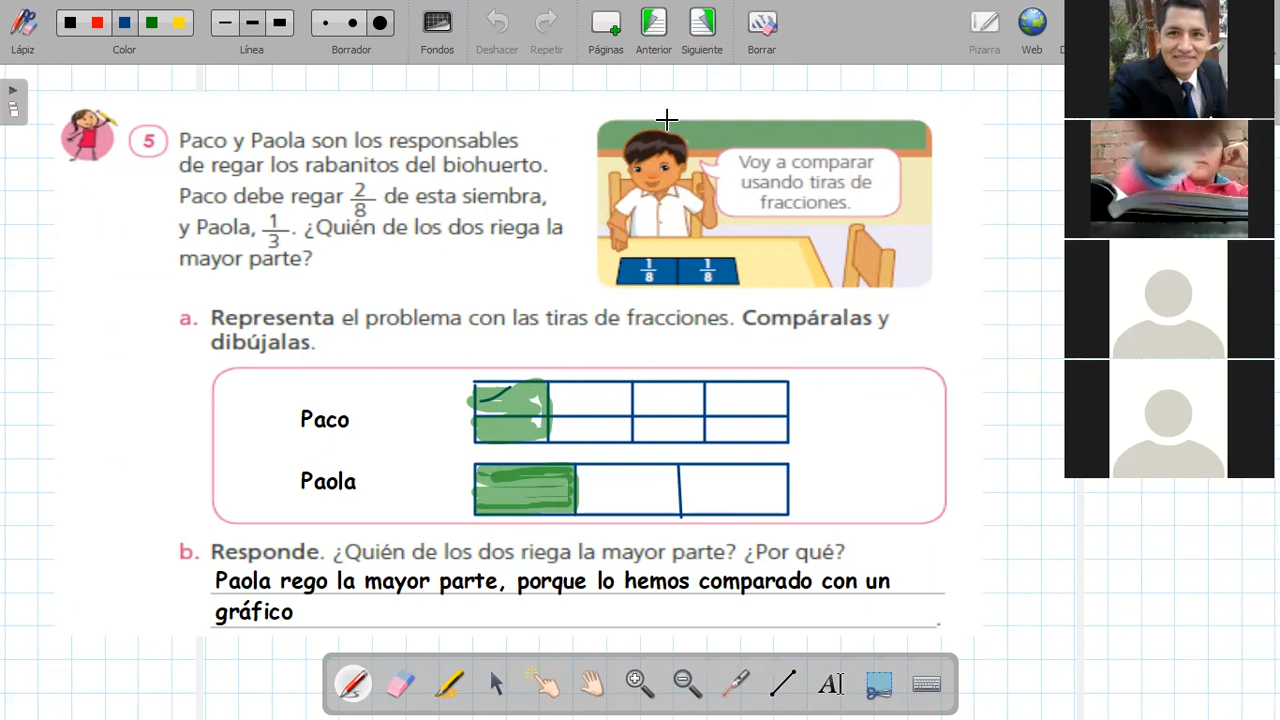 Lápiz
Color
Línea
Borrador
Fondos
Deshacer
Repetir
Páginas
Anterior
Siguiente
Borrar
Pizarra
Web
5
Paco y Paola son los responsables
de regar los rabanitos del biohuerto.
Paco debe regar 2/8 de esta siembra,
y Paola, 1/3. ¿Quién de los dos riega la
mayor parte?
Voy a comparar
usando tiras de
fracciones.
1/8 1/8
a. Representa el problema con las tiras de fracciones. Compáralas y
dibújalas.
Paco
Paola
b. Responde. ¿Quién de los dos riega la mayor parte? ¿Por qué?
Paola rego la mayor parte, porque lo hemos comparado con un
gráfico
.